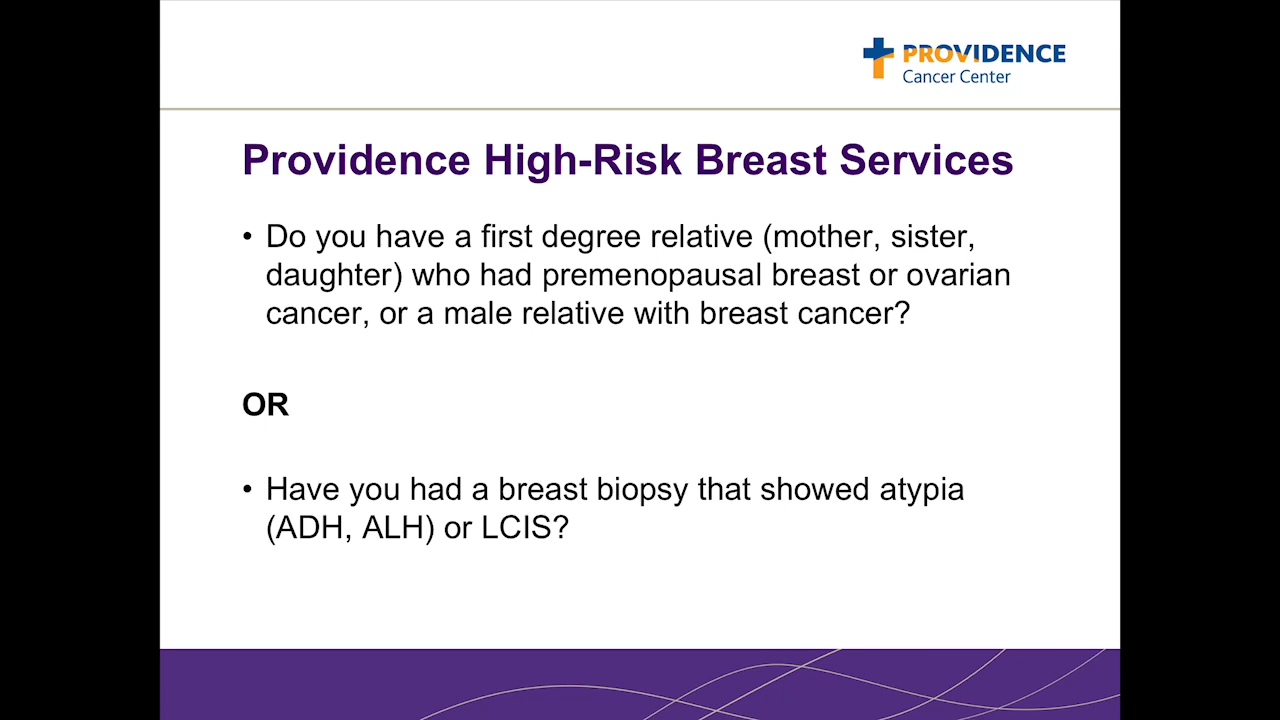 PROVIDENCE
Cancer Center
Providence High-Risk Breast Services
• Do you have a first degree relative (mother, sister,
daughter) who had premenopausal breast or ovarian
cancer, or a male relative with breast cancer?
OR
• Have you had a breast biopsy that showed atypia
(ADH, ALH) or LCIS?